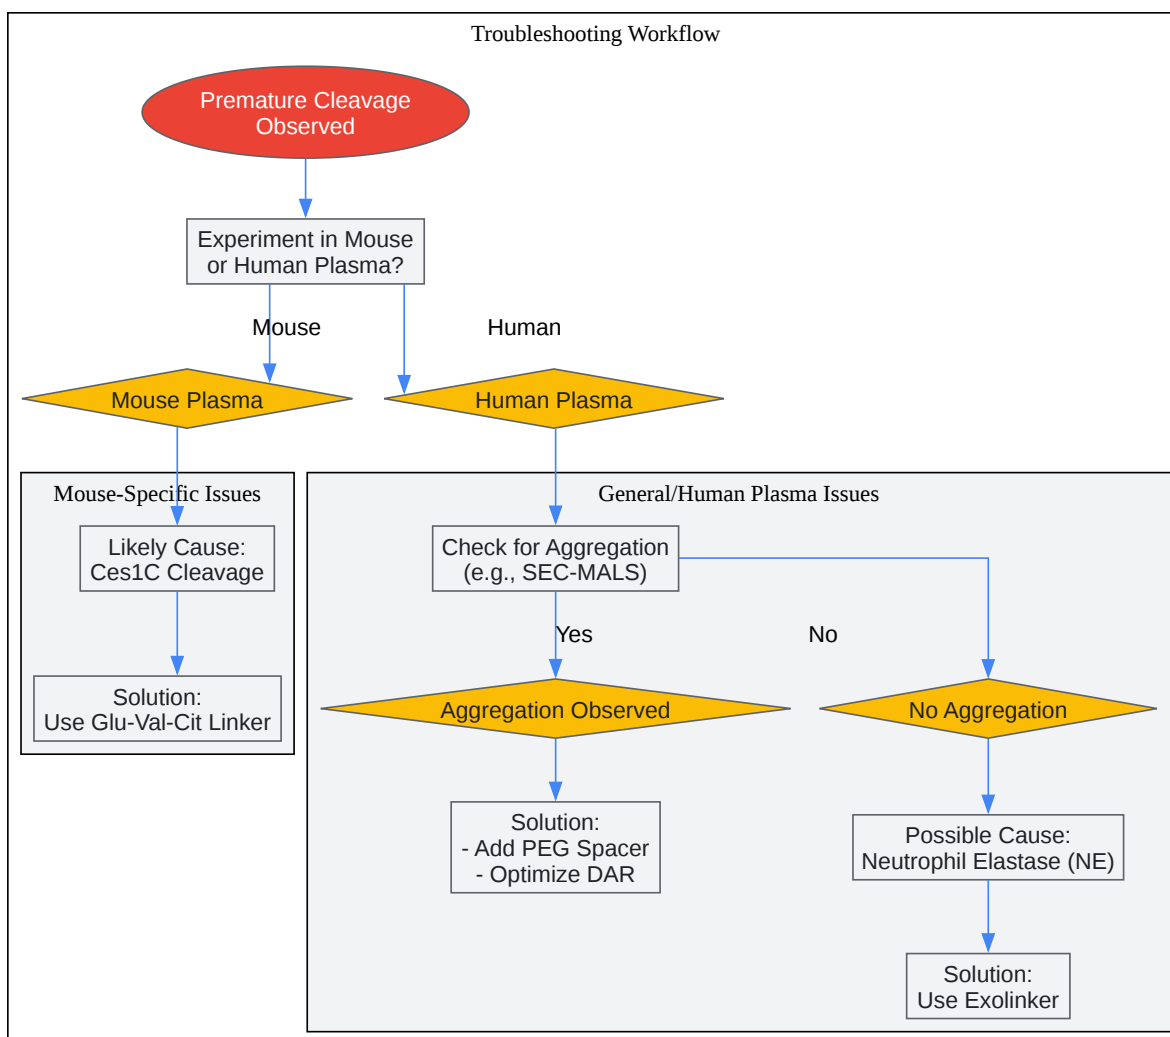 Troubleshooting Workflow
Premature Cleavage
Observed
Experiment in Mouse
or Human Plasma?
Mouse
Human
Mouse Plasma
Human Plasma
Mouse-Specific Issues
General/Human Plasma Issues
Likely Cause:
Ces1C Cleavage
Check for Aggregation
(e.g., SEC-MALS)
Yes
No
Solution:
Use Glu-Val-Cit Linker
Aggregation Observed
No Aggregation
Solution:
- Add PEG Spacer
- Optimize DAR
Possible Cause:
Neutrophil Elastase (NE)
Solution:
Use Exolinker